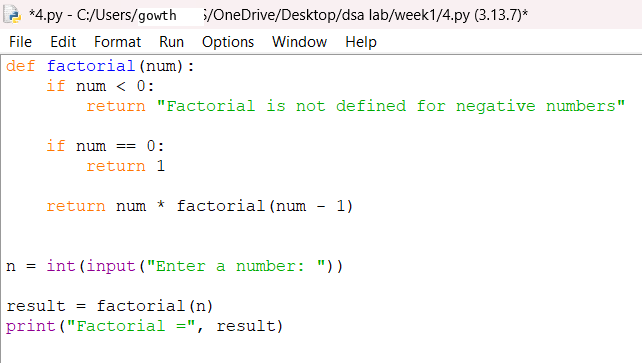 *4.py - C:/Users/gowth /OneDrive/Desktop/dsa lab/week1/4.py (3.13.7)*
File Edit Format Run Options Window Help
def factorial(num):
    if num < 0:
        return "Factorial is not defined for negative numbers"
    if num == 0:
        return 1
    return num * factorial(num - 1)
n = int(input("Enter a number: "))
result = factorial(n)
print("Factorial =", result)